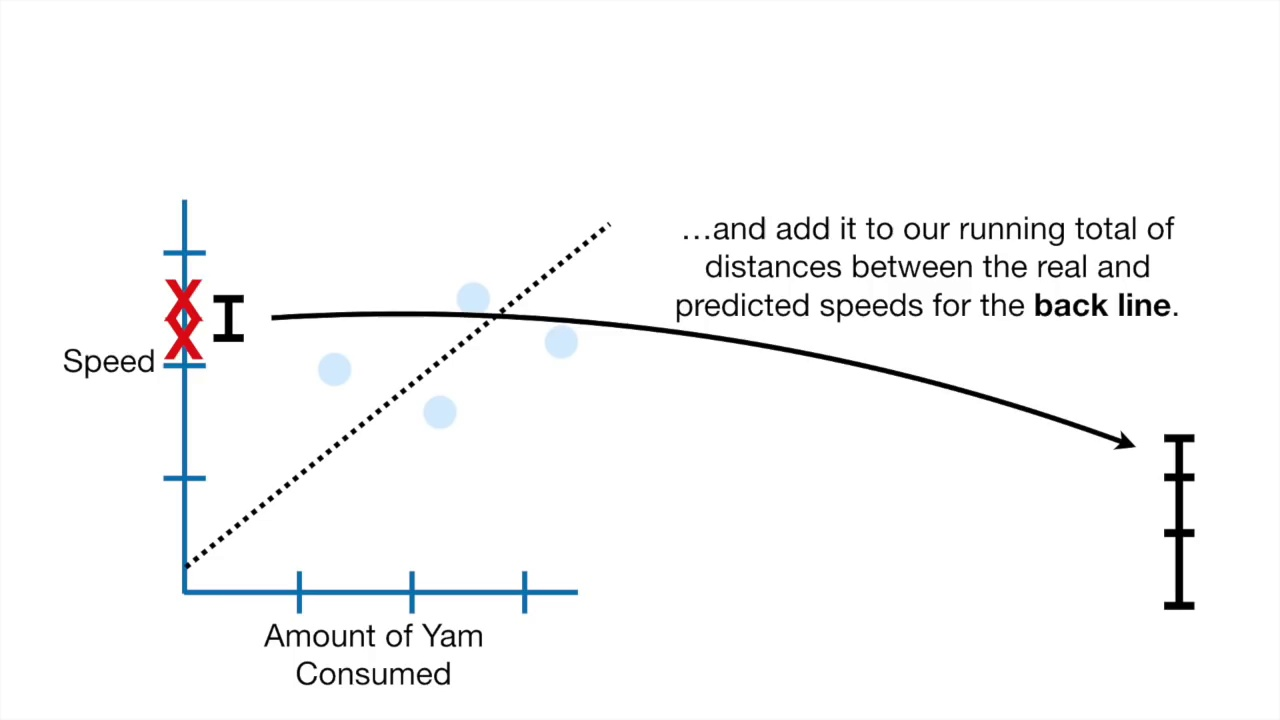 …and add it to our running total of
distances between the real and
predicted speeds for the back line.
Speed
Amount of Yam
Consumed